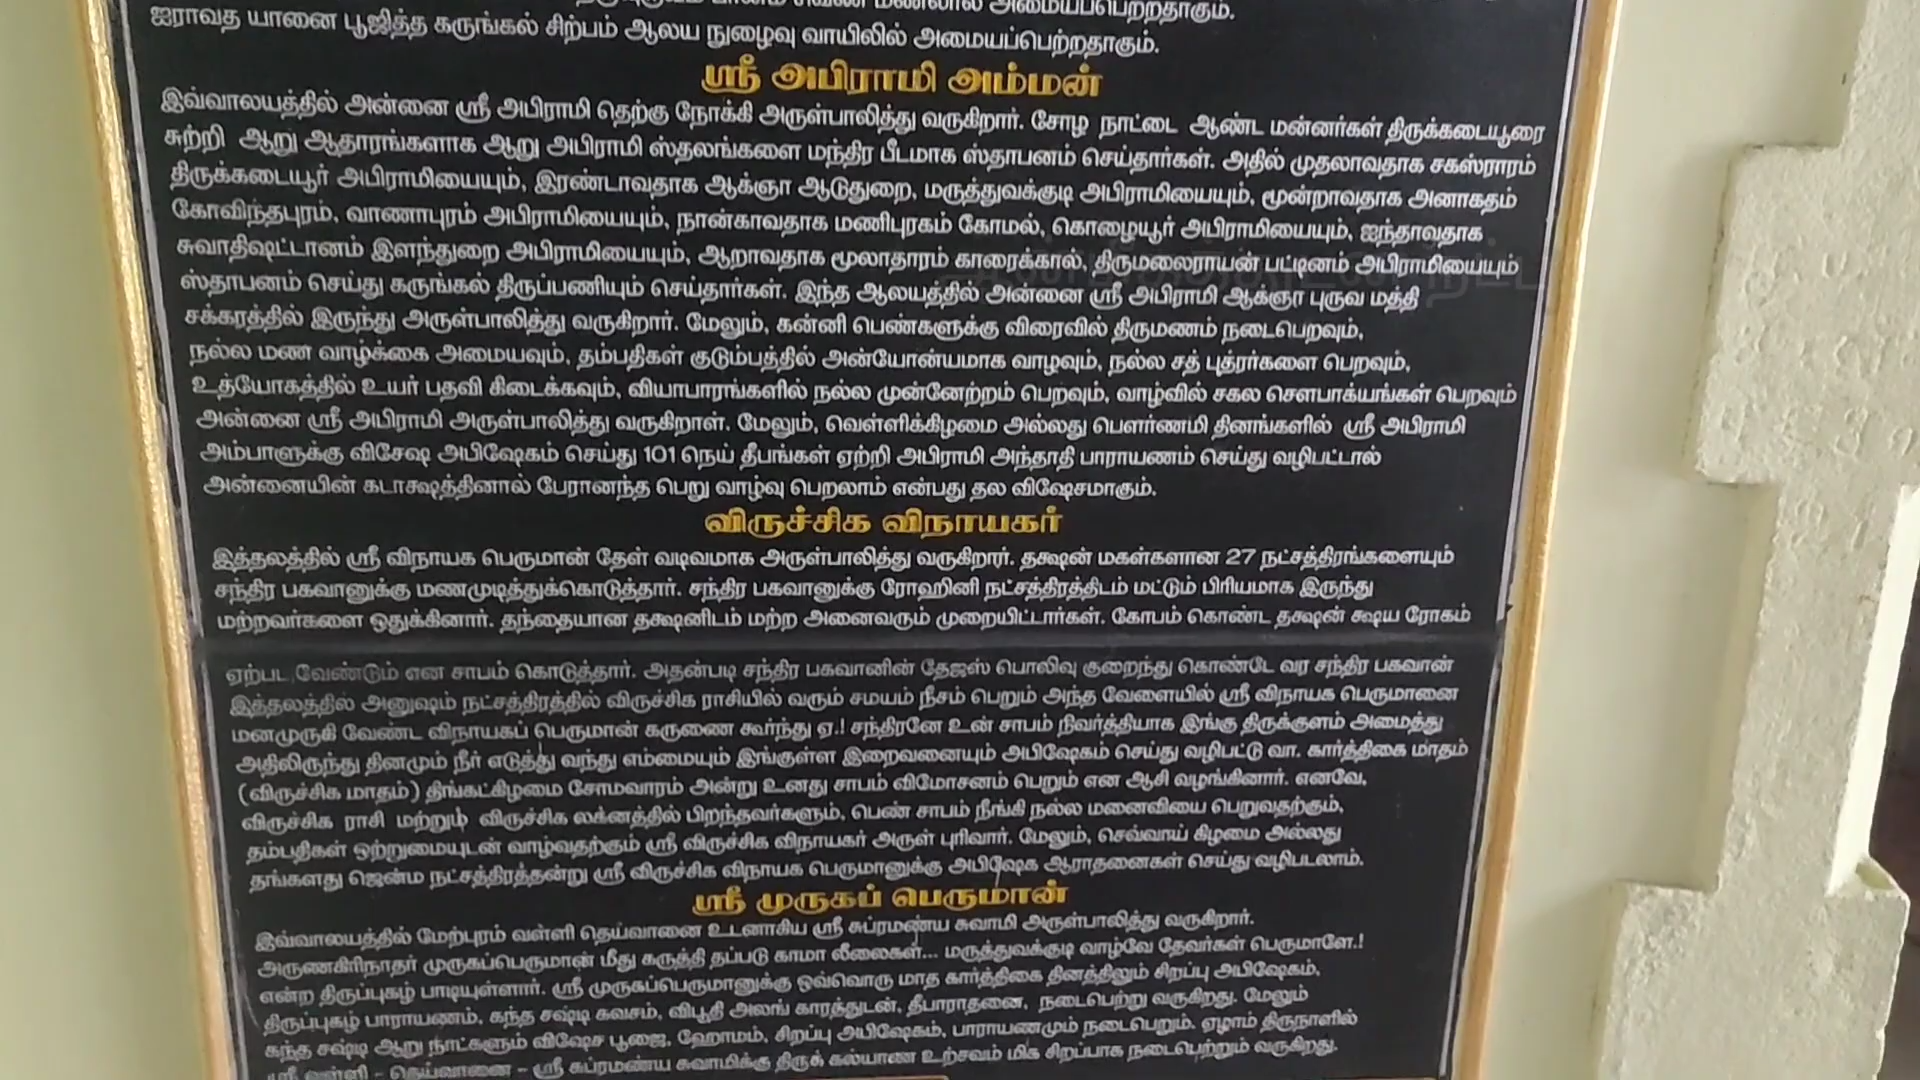 அமையப்பெற்றதாகும்.
ஐராவத யானை பூஜித்த கருங்கல் சிற்பம் ஆலய நுழைவு வாயிலில் அமையப்பெற்றதாகும்.
ஸ்ரீ அபிராமி அம்மன்
இவ்வாலயத்தில் அன்னை ஸ்ரீ அபிராமி தெற்கு நோக்கி அருள்பாலித்து வருகிறார். சோழ நாட்டை ஆண்ட மன்னர்கள் திருக்கடையூரை
சுற்றி ஆறு ஆதாரங்களாக ஆறு அபிராமி ஸ்தலங்களை மந்திர பீடமாக ஸ்தாபனம் செய்தார்கள். அதில் முதலாவதாக சகஸ்ராரம்
திருக்கடையூர் அபிராமியையும், இரண்டாவதாக ஆக்ஞா ஆடுதுறை, மருத்துவக்குடி அபிராமியையும், மூன்றாவதாக அனாகதம்
கோவிந்தபுரம், வாணாபுரம் அபிராமியையும், நான்காவதாக மணிபுரகம் கோமல், கொழையூர் அபிராமியையும், ஐந்தாவதாக
சுவாதிஷ்ட்டானம் இளந்துறை அபிராமியையும், ஆறாவதாக மூலாதாரம் காரைக்கால், திருமலைராயன் பட்டினம் அபிராமியையும்
ஸ்தாபனம் செய்து கருங்கல் திருப்பணியும் செய்தார்கள். இந்த ஆலயத்தில் அன்னை ஸ்ரீ அபிராமி ஆக்ஞா புருவ மத்தி
சக்கரத்தில் இருந்து அருள்பாலித்து வருகிறார். மேலும், கன்னி பெண்களுக்கு விரைவில் திருமணம் நடைபெறவும்,
நல்ல மண வாழ்க்கை அமையவும், தம்பதிகள் குடும்பத்தில் அன்யோன்யமாக வாழவும், நல்ல சத் புத்ரர்களை பெறவும்,
உத்யோகத்தில் உயர் பதவி கிடைக்கவும், வியாபாரங்களில் நல்ல முன்னேற்றம் பெறவும், வாழ்வில் சகல சௌபாக்யங்கள் பெறவும்
அன்னை ஸ்ரீ அபிராமி அருள்பாலித்து வருகிறாள். மேலும், வெள்ளிக்கிழமை அல்லது பௌர்ணமி தினங்களில் ஸ்ரீ அபிராமி
அம்பாளுக்கு விசேஷ அபிஷேகம் செய்து 101 நெய் தீபங்கள் ஏற்றி அபிராமி அந்தாதி பாராயணம் செய்து வழிபட்டால்
அன்னையின் கடாக்ஷத்தினால் பேரானந்த பெறு வாழ்வு பெறலாம் என்பது தல விஷேசமாகும்.
விருச்சிக விநாயகர்
இத்தலத்தில் ஸ்ரீ விநாயக பெருமான் தேள் வடிவமாக அருள்பாலித்து வருகிறார். தக்ஷன் மகள்களான 27 நட்சத்திரங்களையும்
சந்திர பகவானுக்கு மணமுடித்துக்கொடுத்தார். சந்திர பகவானுக்கு ரோஹினி நட்சத்திரத்திடம் மட்டும் பிரியமாக இருந்து
மற்றவர்களை ஒதுக்கினார். தந்தையான தக்ஷனிடம் மற்ற அனைவரும் முறையிட்டார்கள். கோபம் கொண்ட தக்ஷன் க்ஷய ரோகம்
ஏற்பட வேண்டும் என சாபம் கொடுத்தார். அதன்படி சந்திர பகவானின் தேஜஸ் பொலிவு குறைந்து கொண்டே வர சந்திர பகவான்
இத்தலத்தில் அனுஷம் நட்சத்திரத்தில் விருச்சிக ராசியில் வரும் சமயம் நீசம் பெறும் அந்த வேளையில் ஸ்ரீ விநாயக பெருமானை
மனமுருகி வேண்ட விநாயகப் பெருமான் கருணை கூர்ந்து ஏ.! சந்திரனே உன் சாபம் நிவர்த்தியாக இங்கு திருக்குளம் அமைத்து
அதிலிருந்து தினமும் நீர் எடுத்து வந்து எம்மையும் இங்குள்ள இறைவனையும் அபிஷேகம் செய்து வழிபட்டு வா. கார்த்திகை மாதம்
(விருச்சிக மாதம்) திங்கட்கிழமை சோமவாரம் அன்று உனது சாபம் விமோசனம் பெறும் என ஆசி வழங்கினார். எனவே,
விருச்சிக ராசி மற்றும் விருச்சிக லக்னத்தில் பிறந்தவர்களும், பெண் சாபம் நீங்கி நல்ல மனைவியை பெறுவதற்கும்,
தம்பதிகள் ஒற்றுமையுடன் வாழ்வதற்கும் ஸ்ரீ விருச்சிக விநாயகர் அருள் புரிவார். மேலும், செவ்வாய் கிழமை அல்லது
தங்களது ஜென்ம நட்சத்திரத்தன்று ஸ்ரீ விருச்சிக விநாயக பெருமானுக்கு அபிஷேக ஆராதனைகள் செய்து வழிபடலாம்.
ஸ்ரீ முருகப் பெருமான்
இவ்வாலயத்தில் மேற்புரம் வள்ளி தெய்வானை உடனாகிய ஸ்ரீ சுப்ரமண்ய சுவாமி அருள்பாலித்து வருகிறார்.
அருணகிரிநாதர் முருகப்பெருமான் மீது கருத்தி தப்படு காமா லீலைகள்... மருத்துவக்குடி வாழ்வே தேவர்கள் பெருமாளே.!
என்ற திருப்புகழ் பாடியுள்ளார். ஸ்ரீ முருகப்பெருமானுக்கு ஒவ்வொரு மாத கார்த்திகை தினத்திலும் சிறப்பு அபிஷேகம்,
திருப்புகழ் பாராயணம், கந்த சஷ்டி கவசம், விபூதி அலங் காரத்துடன், தீபாராதனை, நடைபெற்று வருகிறது. மேலும்
கந்த சஷ்டி ஆறு நாட்களும் விஷேச பூஜை, ஹோமம், சிறப்பு அபிஷேகம், பாராயணமும் நடைபெறும். ஏழாம் திருநாளில்
ஸ்ரீ வள்ளி - தெய்வானை - ஸ்ரீ சுப்ரமண்ய சுவாமிக்கு திருக் கல்யாண உற்சவம் மிக சிறப்பாக நடைபெற்றும் வருகிறது.